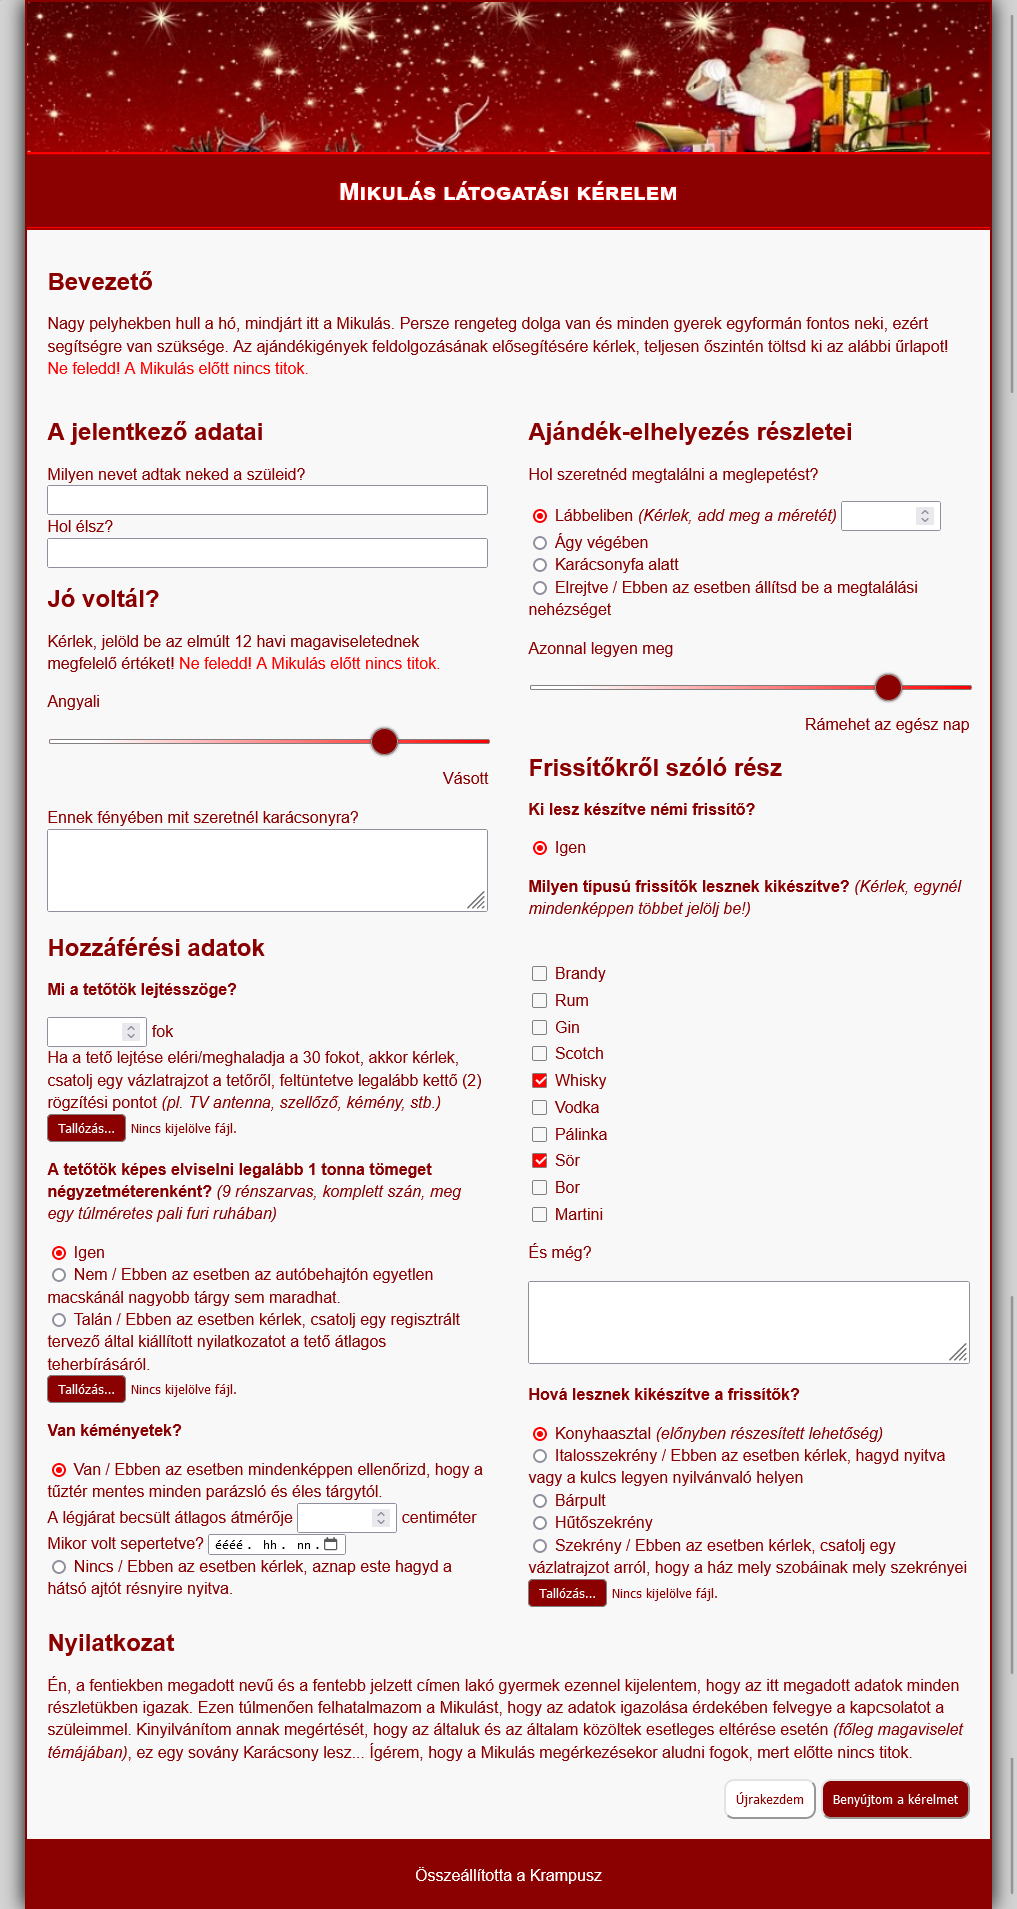 Mikulás látogatási kérelem
Bevezető
Nagy pelyhekben hull a hó, mindjárt itt a Mikulás. Persze rengeteg dolga van és minden gyerek egyformán fontos neki, ezért
segítségre van szüksége. Az ajándékigények feldolgozásának elősegítésére kérlek, teljesen őszintén töltsd ki az alábbi űrlapot!
Ne feledd! A Mikulás előtt nincs titok.
A jelentkező adatai
Milyen nevet adtak neked a szüleid?
Hol élsz?
Jó voltál?
Kérlek, jelöld be az elmúlt 12 havi magaviseletednek
megfelelő értéket! Ne feledd! A Mikulás előtt nincs titok.
Angyali
Vásott
Ennek fényében mit szeretnél karácsonyra?
Hozzáférési adatok
Mi a tetőtök lejtésszöge?
fok
Ha a tető lejtése eléri/meghaladja a 30 fokot, akkor kérlek,
csatolj egy vázlatrajzot a tetőről, feltüntetve legalább kettő (2)
rögzítési pontot (pl. TV antenna, szellőző, kémény, stb.)
Tallózás... Nincs kijelölve fájl.
A tetőtök képes elviselni legalább 1 tonna tömeget
négyzetméterenként? (9 rénszarvas, komplett szán, meg
egy túlméretes pali furi ruhában)
Igen
Nem / Ebben az esetben az autóbehajtón egyetlen
macskánál nagyobb tárgy sem maradhat.
Talán / Ebben az esetben kérlek, csatolj egy regisztrált
tervező által kiállított nyilatkozatot a tető átlagos
teherbírásáról.
Tallózás... Nincs kijelölve fájl.
Van kéményetek?
Van / Ebben az esetben mindenképpen ellenőrizd, hogy a
tűztér mentes minden parázsló és éles tárgytól.
A légjárat becsült átlagos átmérője centiméter
Mikor volt sepertetve? éééé. hh. nn.
Nincs / Ebben az esetben kérlek, aznap este hagyd a
hátsó ajtót résnyire nyitva.
Ajándék-elhelyezés részletei
Hol szeretnéd megtalálni a meglepetést?
Lábbeliben (Kérlek, add meg a méretét)
Ágy végében
Karácsonyfa alatt
Elrejtve / Ebben az esetben állítsd be a megtalálási
nehézséget
Azonnal legyen meg
Rámehet az egész nap
Frissítőkről szóló rész
Ki lesz készítve némi frissítő?
Igen
Milyen típusú frissítők lesznek kikészítve? (Kérlek, egynél
mindenképpen többet jelölj be!)
Brandy
Rum
Gin
Scotch
Whisky
Vodka
Pálinka
Sör
Bor
Martini
És még?
Hová lesznek kikészítve a frissítők?
Konyhaasztal (előnyben részesített lehetőség)
Italosszekrény / Ebben az esetben kérlek, hagyd nyitva
vagy a kulcs legyen nyilvánvaló helyen
Bárpult
Hűtőszekrény
Szekrény / Ebben az esetben kérlek, csatolj egy
vázlatrajzot arról, hogy a ház mely szobáinak mely szekrényei
Tallózás... Nincs kijelölve fájl.
Nyilatkozat
Én, a fentiekben megadott nevű és a fentebb jelzett címen lakó gyermek ezennel kijelentem, hogy az itt megadott adatok minden
részletükben igazak. Ezen túlmenően felhatalmazom a Mikulást, hogy az adatok igazolása érdekében felvegye a kapcsolatot a
szüleimmel. Kinyilvánítom annak megértését, hogy az általuk és az általam közöltek esetleges eltérése esetén (főleg magaviselet
témájában), ez egy sovány Karácsony lesz... Ígérem, hogy a Mikulás megérkezésekor aludni fogok, mert előtte nincs titok.
Újrakezdem Benyújtom a kérelmet
Összeállította a Krampusz